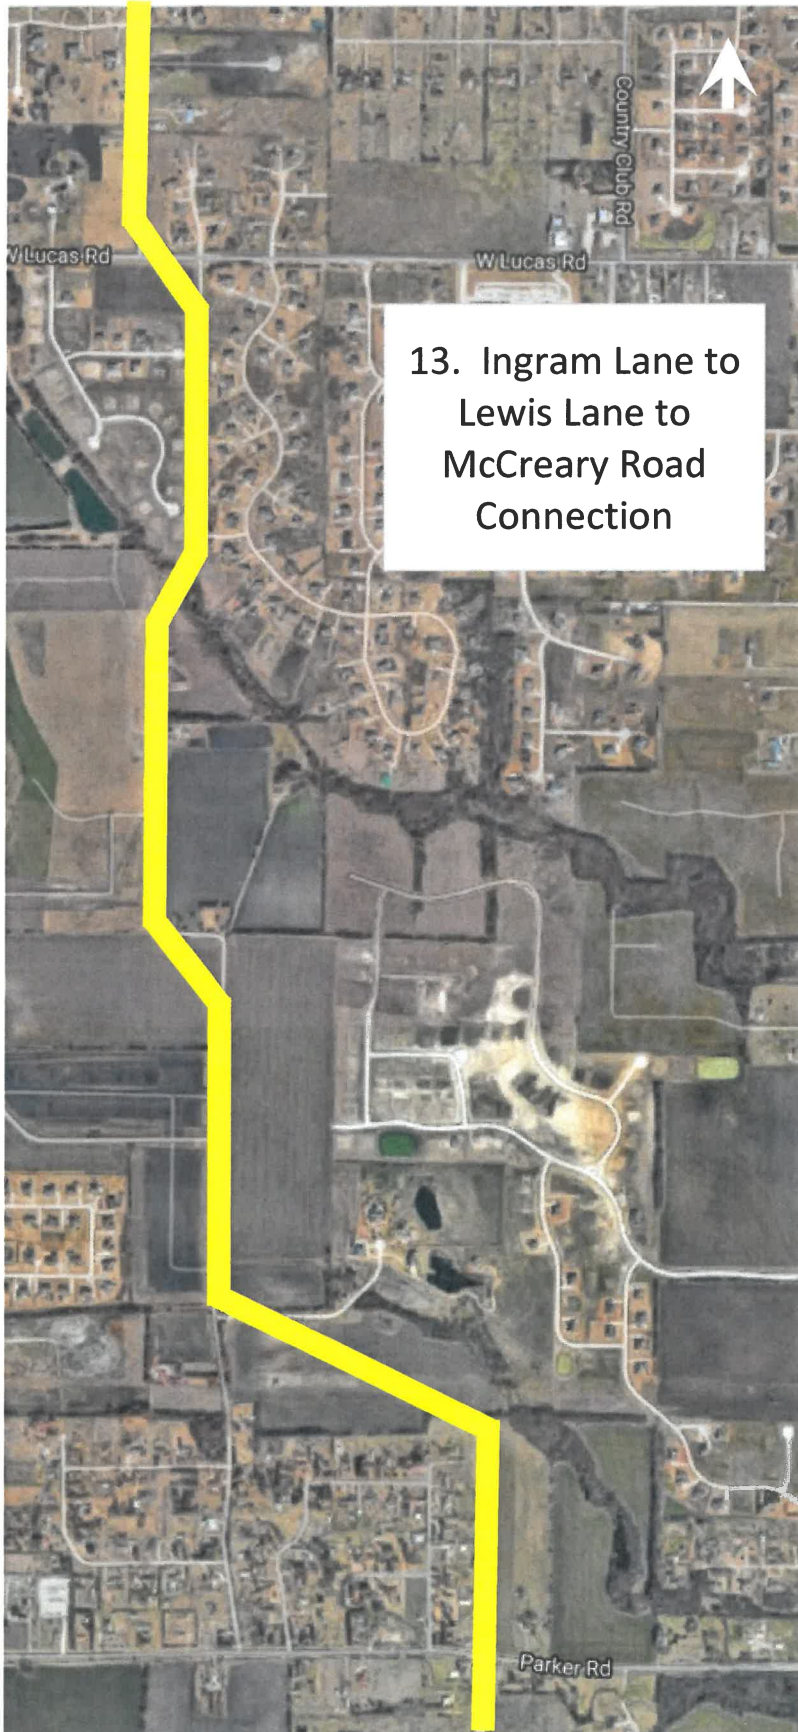 Country Club Rd
W Lucas Rd
W Lucas Rd
13. Ingram Lane to
Lewis Lane to
McCreary Road
Connection
Parker Rd